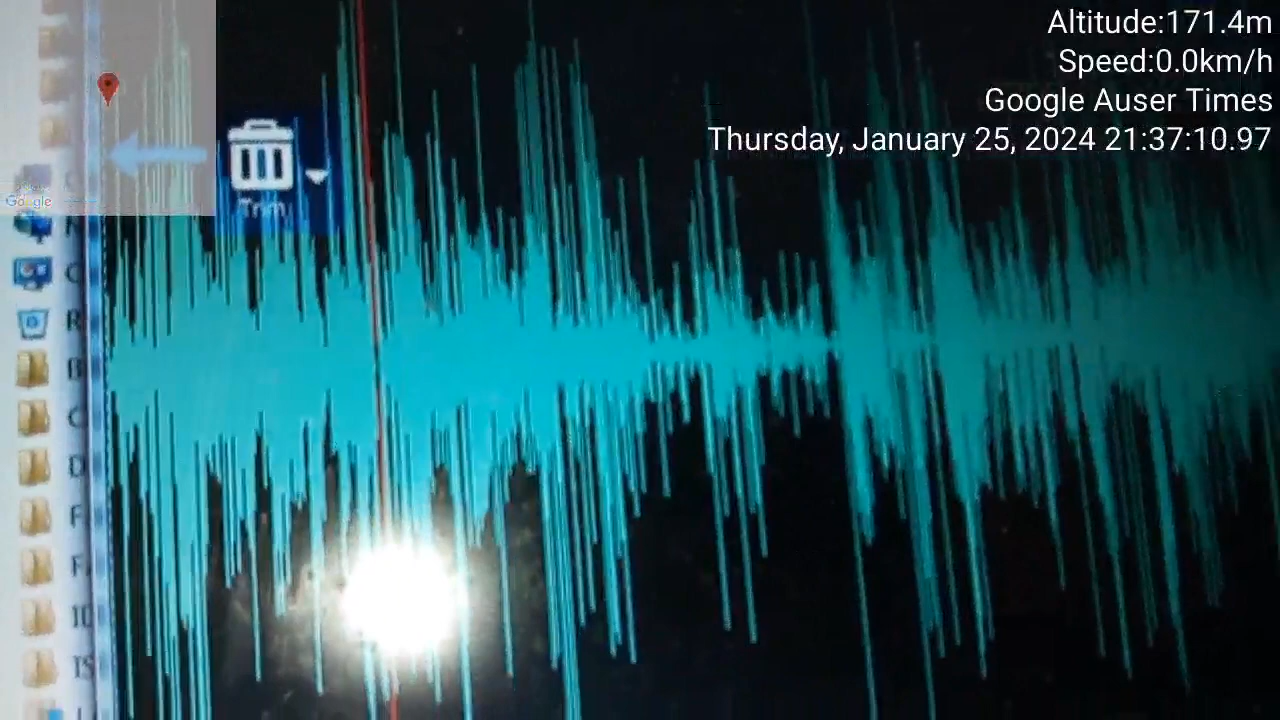 Altitude:171.4m
Speed:0.0km/h
Google Auser Times
Thursday, January 25, 2024 21:37:10.97
Trim
Google
R
B
C
D
F